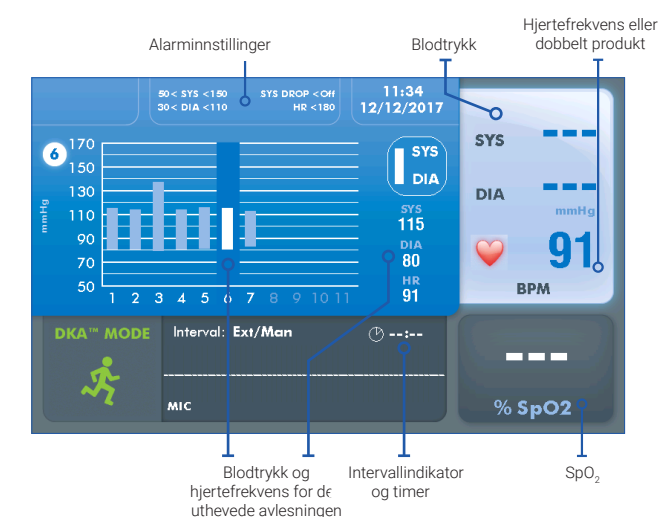 Hjertefrekvens eller
dobbelt produkt
Alarminnstillinger
Blodtrykk
50< SYS <150 SYS DROP <Off
30< DIA <110 HR <180
11:34
12/12/2017
6
170
150
130
110
90
70
50
mmHg
1 2 3 4 5 6 7 8 9 10 11
SYS
DIA
SYS
115
DIA
80
HR
91
SYS ---
DIA ---
mmHg
91
BPM
DKA™ MODE
Interval: Ext/Man --:--
MIC
---
% SpO2
Blodtrykk og
hjertefrekvens for de
uthevede avlesningen
Intervallindikator
og timer
SpO₂